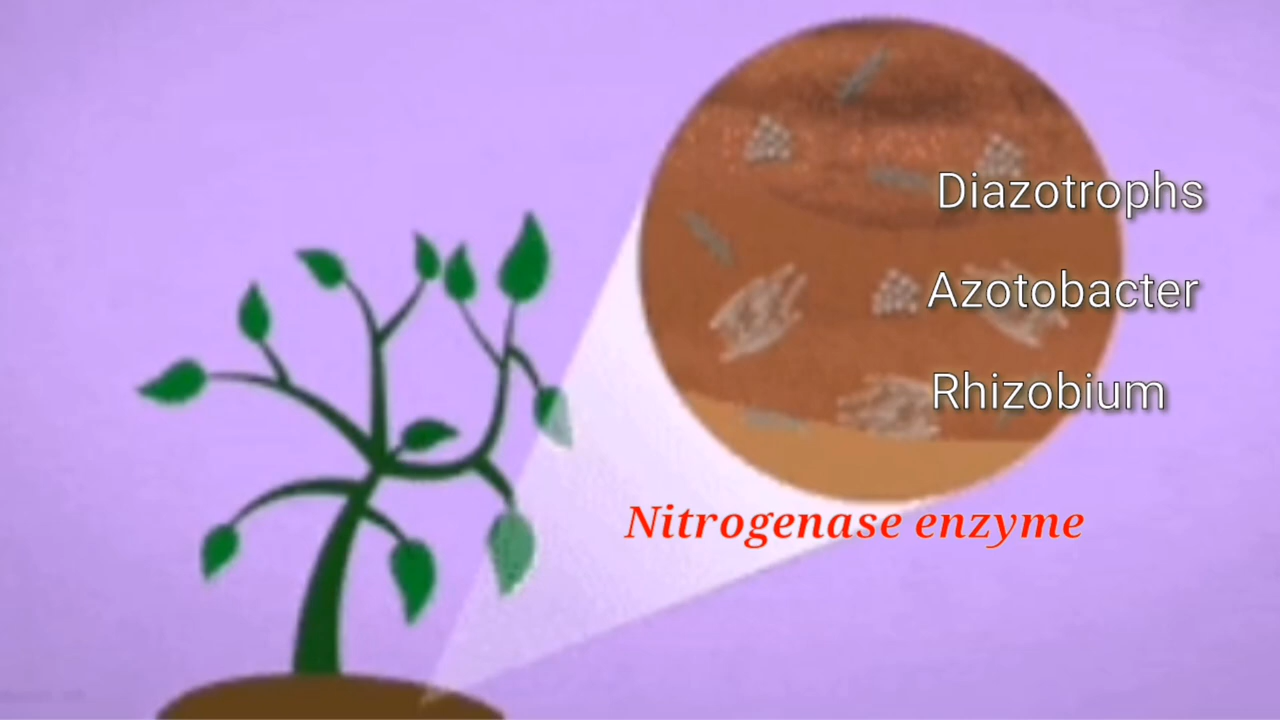 Diazotrophs
Azotobacter
Rhizobium
Nitrogenase enzyme